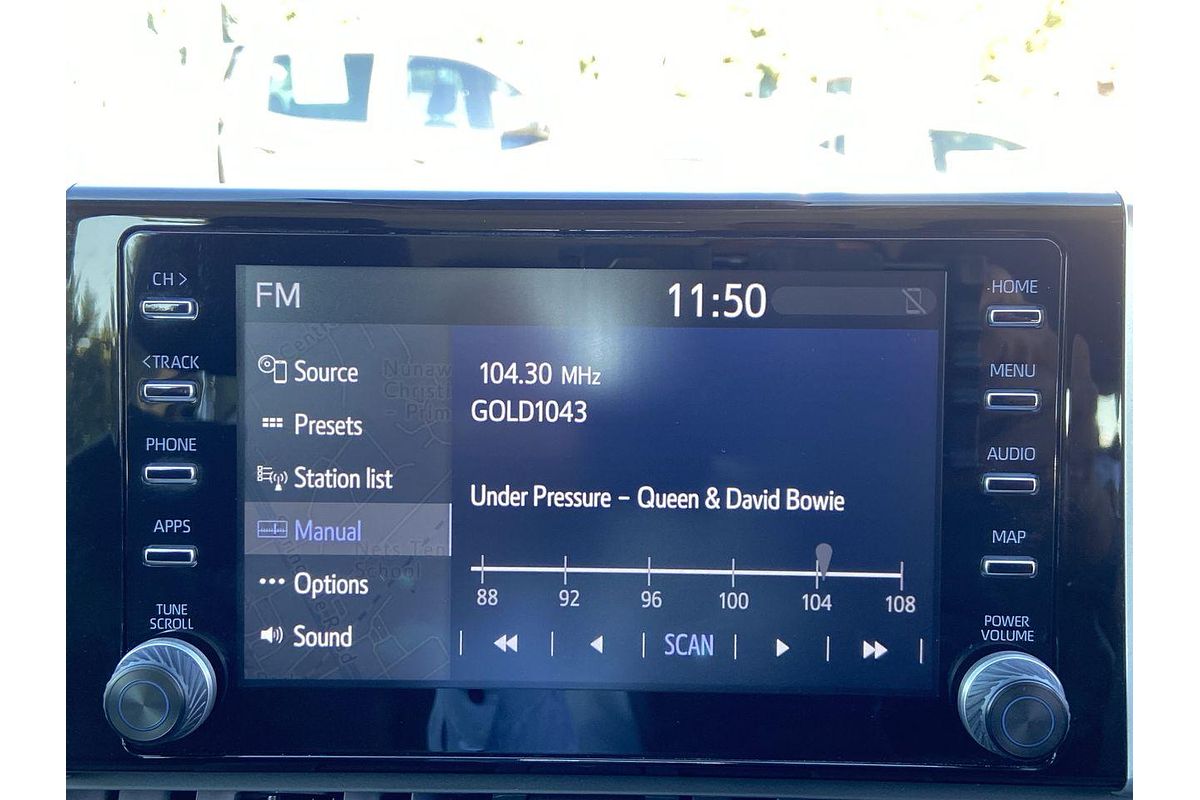 CH >
< TRACK
PHONE
APPS
TUNE
SCROLL
FM
11:50
Source
Presets
Station list
Manual
Options
Sound
104.30 MHz
GOLD1043
Under Pressure – Queen & David Bowie
88 92 96 100 104 108
SCAN
HOME
MENU
AUDIO
MAP
POWER
VOLUME